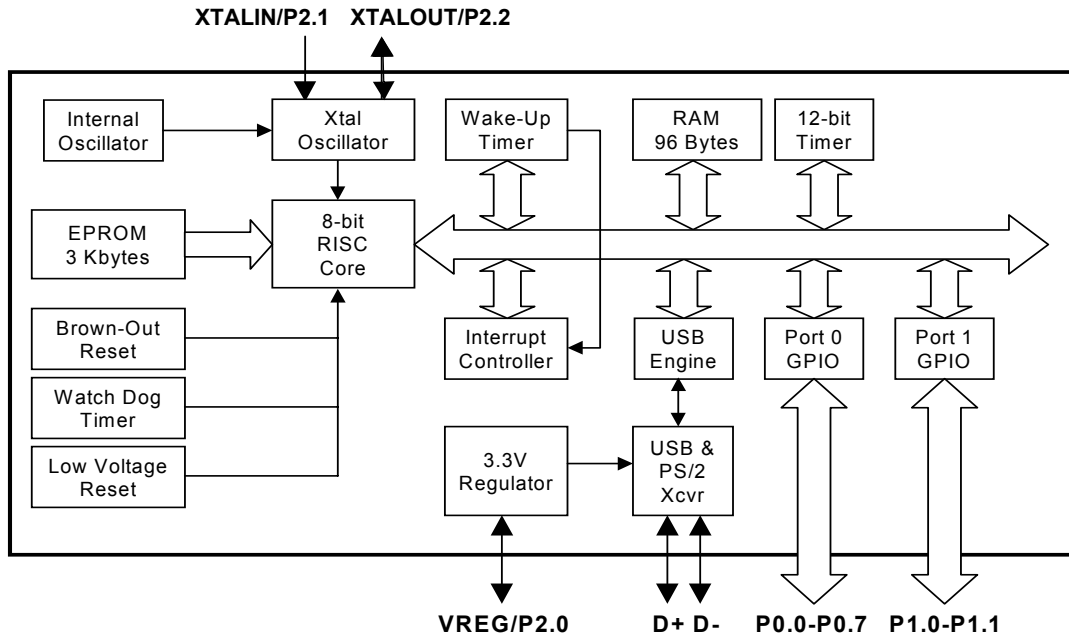 XTALIN/P2.1 XTALOUT/P2.2
Internal
Oscillator
Xtal
Oscillator
Wake-Up
Timer
RAM
96 Bytes
12-bit
Timer
EPROM
3 Kbytes
8-bit
RISC
Core
Brown-Out
Reset
Interrupt
Controller
USB
Engine
Port 0
GPIO
Port 1
GPIO
Watch Dog
Timer
Low Voltage
Reset
3.3V
Regulator
USB &
PS/2
Xcvr
VREG/P2.0 D+ D- P0.0-P0.7 P1.0-P1.1